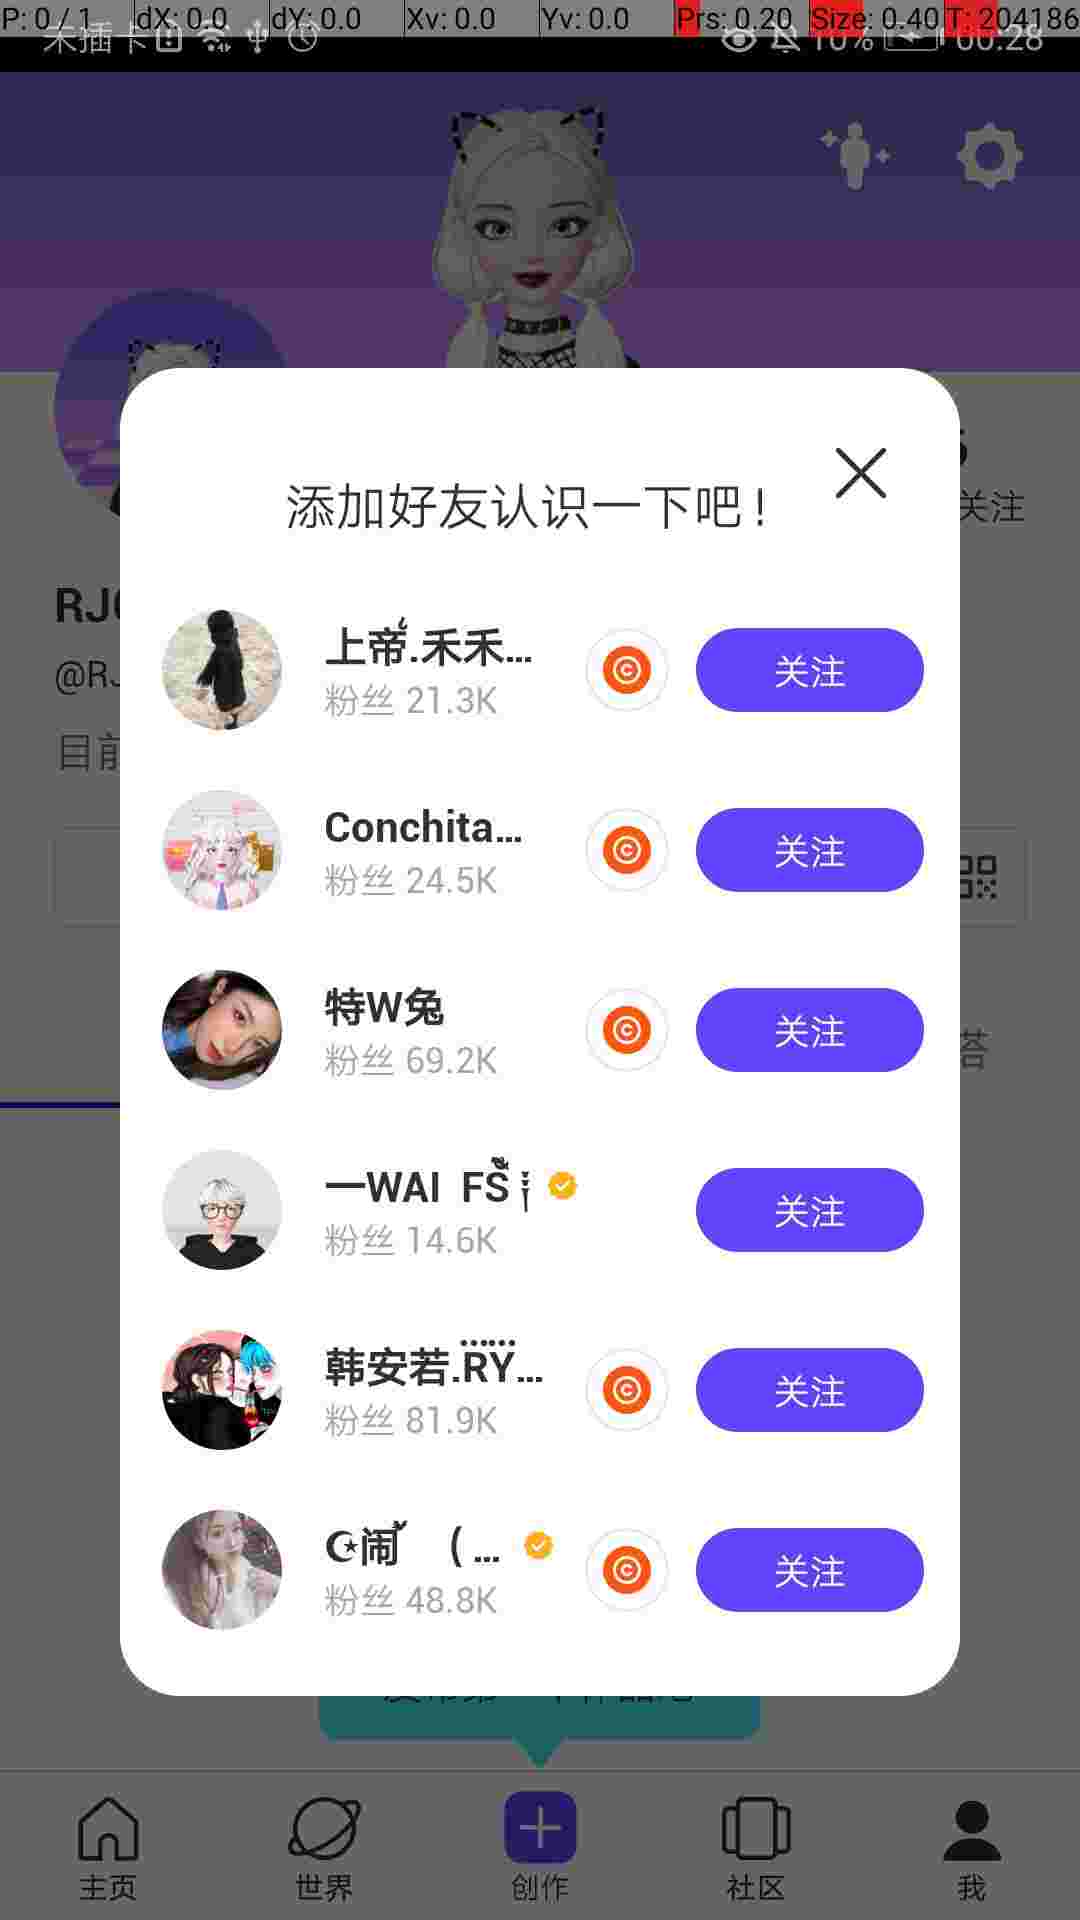 P: 0 / 1 dX: 0.0 dY: 0.0 Xv: 0.0 Yv: 0.0 Prs: 0.20 Size: 0.40 T: 204186
未插卡 10% 00:28
关注
添加好友认识一下吧!
RJ
@RJ
目前
上帝.禾禾...
粉丝 21.3K
关注
Conchita...
粉丝 24.5K
关注
特W兔
粉丝 69.2K
关注
一WAI FS
粉丝 14.6K
关注
韩安若.RY...
粉丝 81.9K
关注
☪闹 ( ...
粉丝 48.8K
关注
主页
世界
创作
社区
我